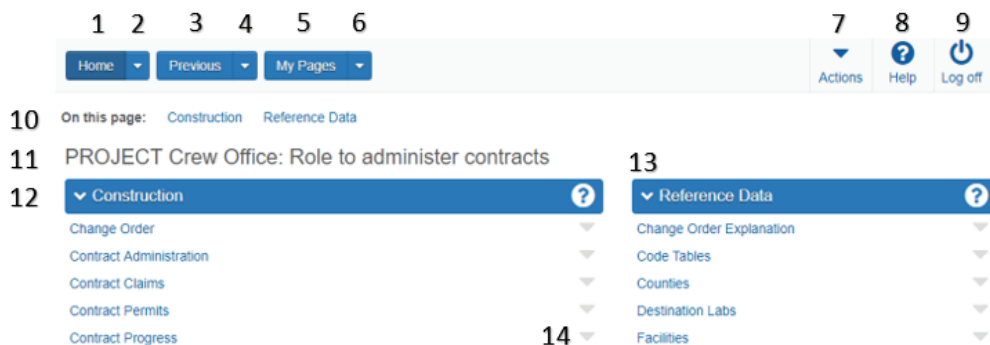 1 2 3 4 5 6 7 8 9
Home Previous My Pages Actions Help Log off
10 On this page: Construction Reference Data
11 PROJECT Crew Office: Role to administer contracts 13
12 Construction ? Reference Data ?
Change Order Change Order Explanation
Contract Administration Code Tables
Contract Claims Counties
Contract Permits Destination Labs
Contract Progress 14 Facilities